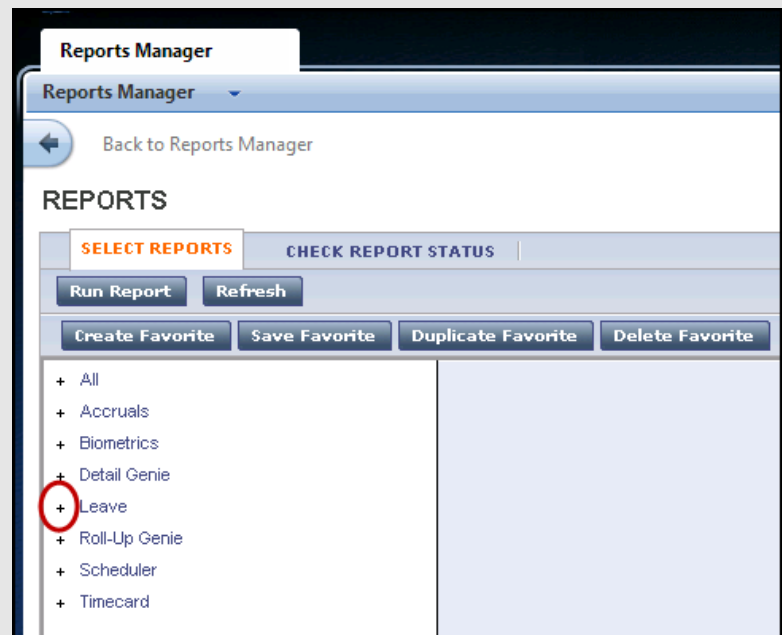 Reports Manager
Reports Manager
Back to Reports Manager
REPORTS
SELECT REPORTS CHECK REPORT STATUS
Run Report Refresh
Create Favorite Save Favorite Duplicate Favorite Delete Favorite
+ All
+ Accruals
+ Biometrics
+ Detail Genie
+ Leave
+ Roll-Up Genie
+ Scheduler
+ Timecard